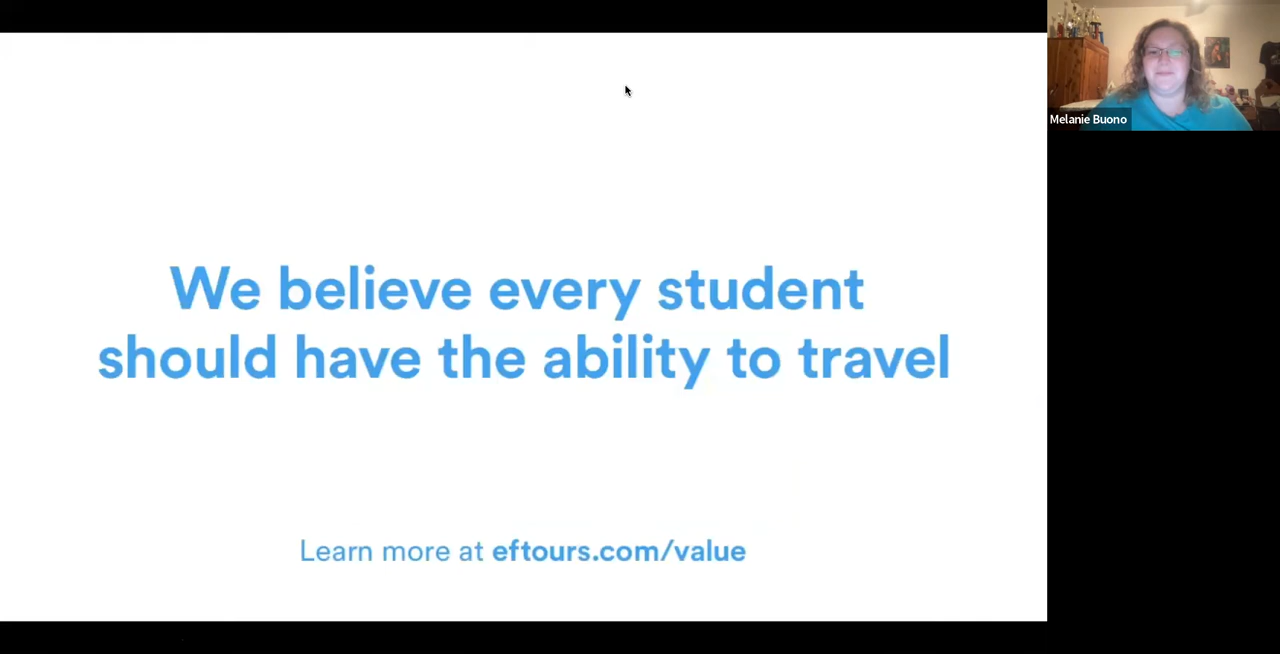 We believe every student
should have the ability to travel
Learn more at eftours.com/value
Melanie Buono